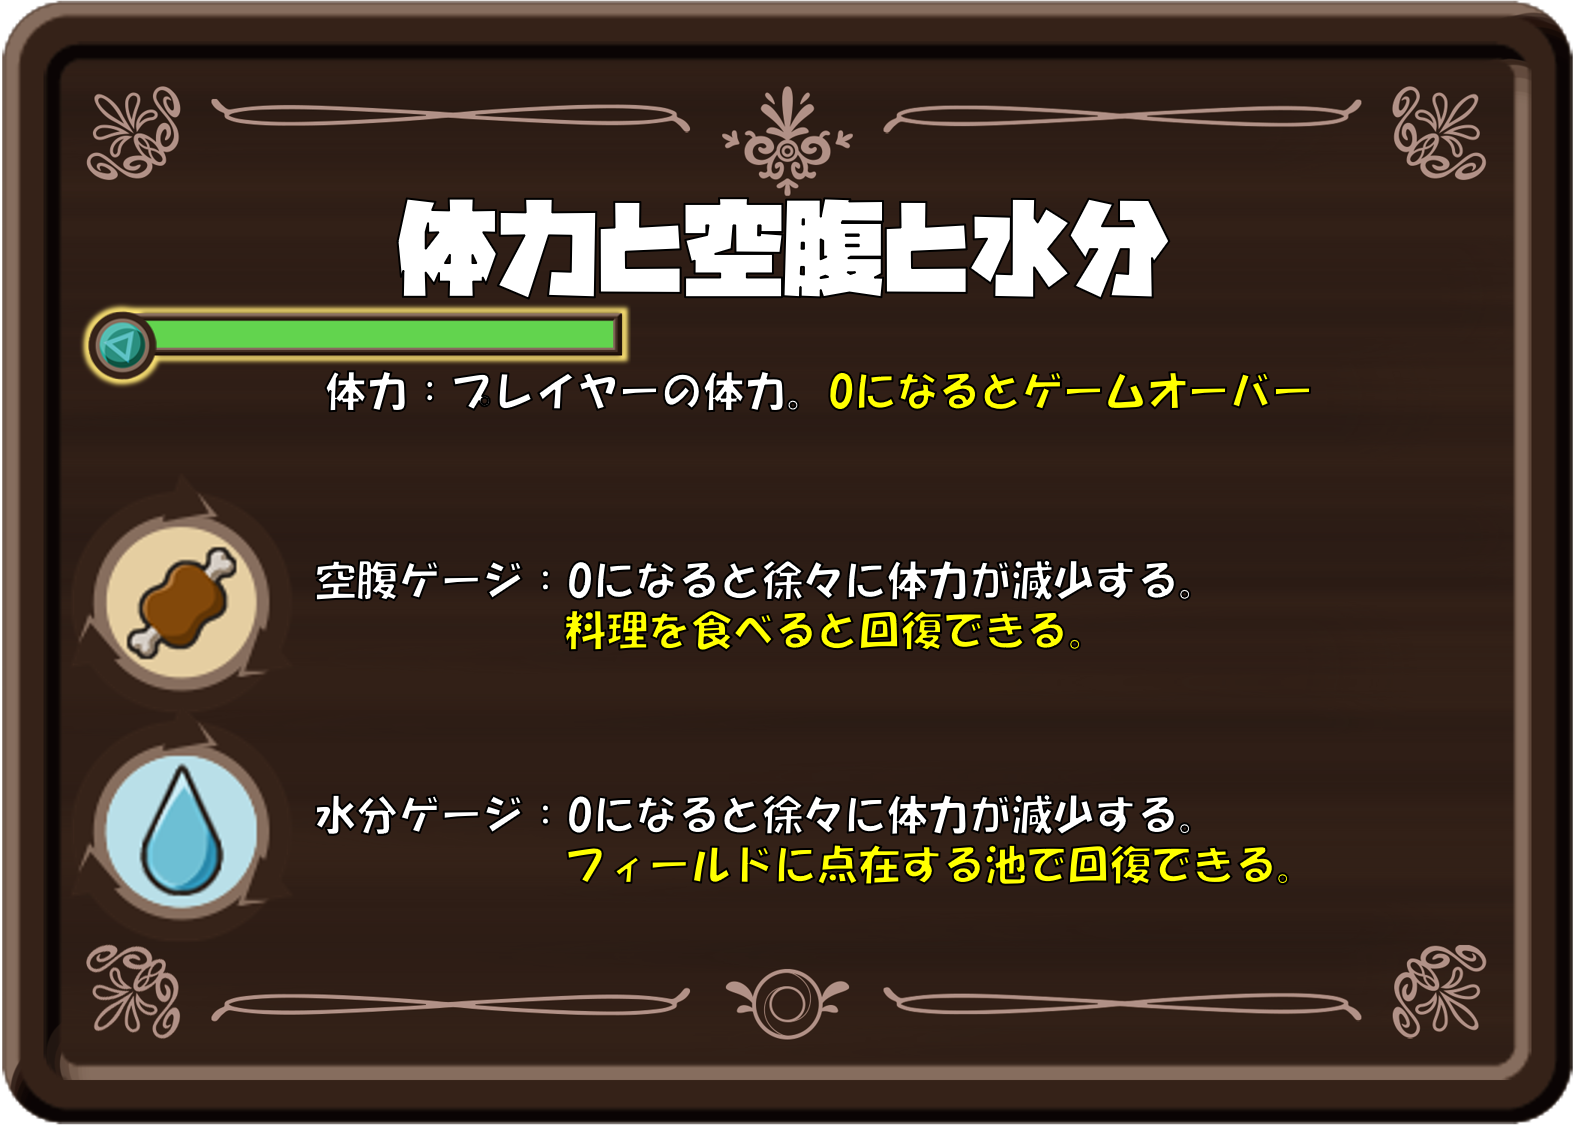 体力と空腹と水分
体力：プレイヤーの体力。0になるとゲームオーバー
空腹ゲージ：0になると徐々に体力が減少する。
料理を食べると回復できる。
水分ゲージ：0になると徐々に体力が減少する。
フィールドに点在する池で回復できる。